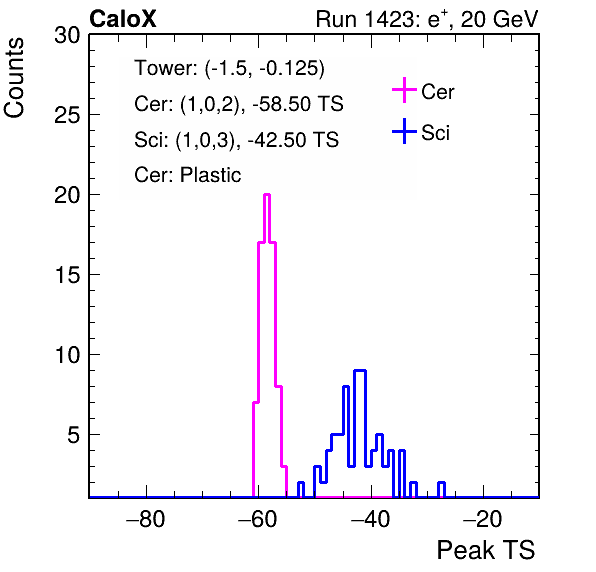 CaloX Run 1423: e+, 20 GeV
Counts
30
25
20
15
10
5
Tower: (-1.5, -0.125)
Cer: (1,0,2), -58.50 TS
Sci: (1,0,3), -42.50 TS
Cer: Plastic
Cer
Sci
−80 −60 −40 −20
Peak TS